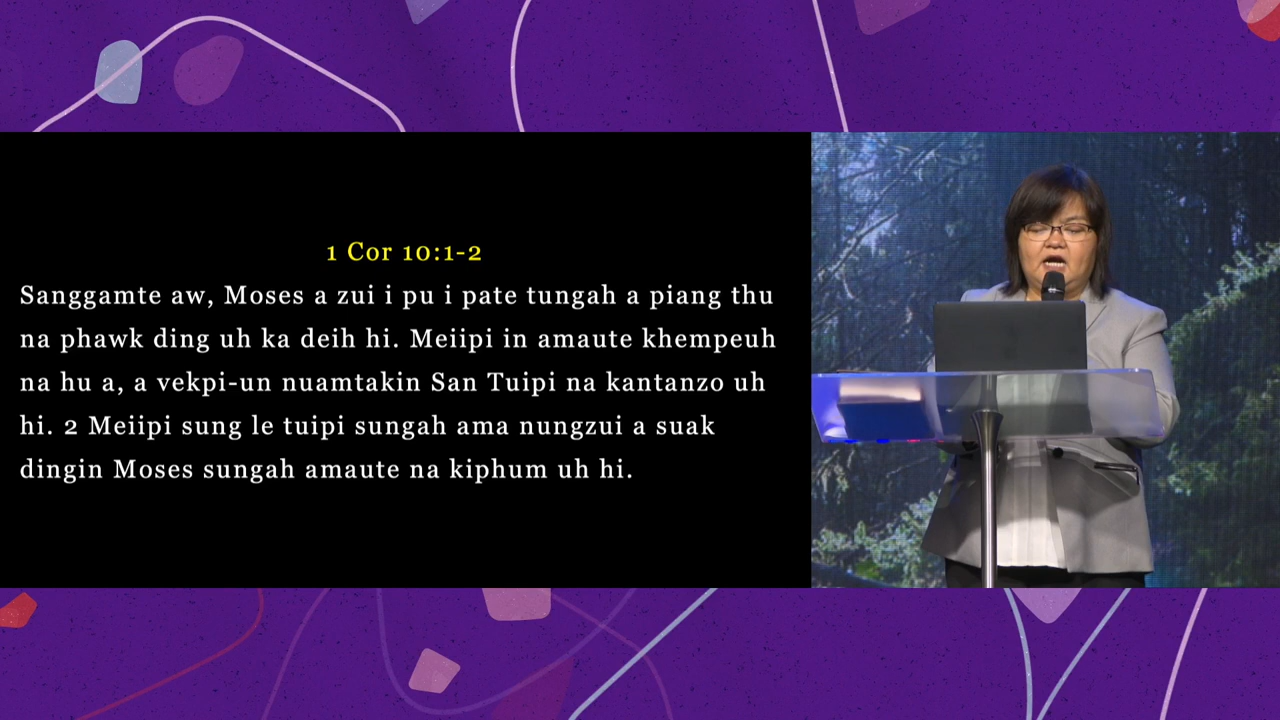 1 Cor 10:1-2
Sanggamte aw, Moses a zui i pu i pate tungah a piang thu
na phawk ding uh ka deih hi. Meiipi in amaute khempeuh
na hu a, a vekpi-un nuamtakin San Tuipi na kantanzo uh
hi. 2 Meiipi sung le tuipi sungah ama nungzui a suak
dingin Moses sungah amaute na kiphum uh hi.